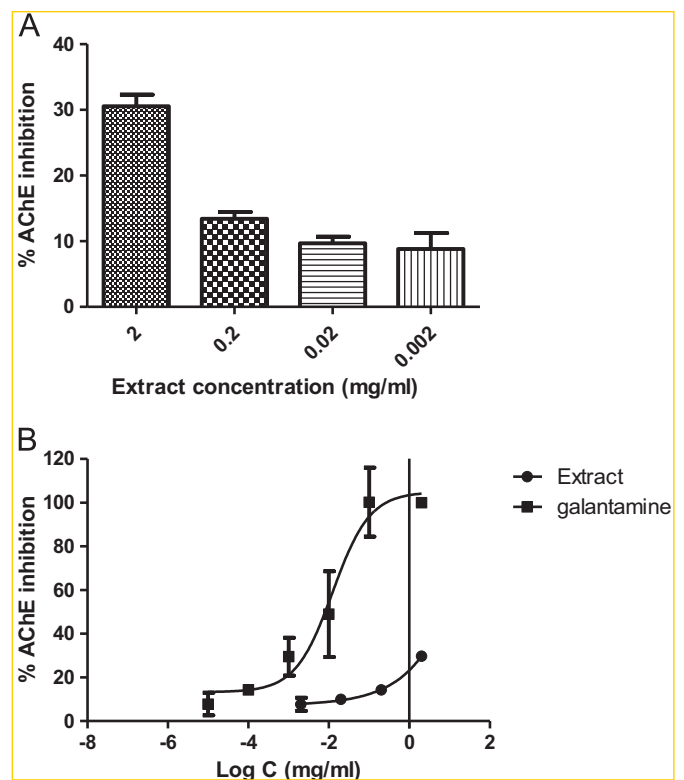 A
40
30
20
10
0
% AChE inhibition
2
0.2
0.02
0.002
Extract concentration (mg/ml)
B
120
100
80
60
40
20
0
% AChE inhibition
-8
-6
-4
-2
0
2
Log C (mg/ml)
Extract
galantamine